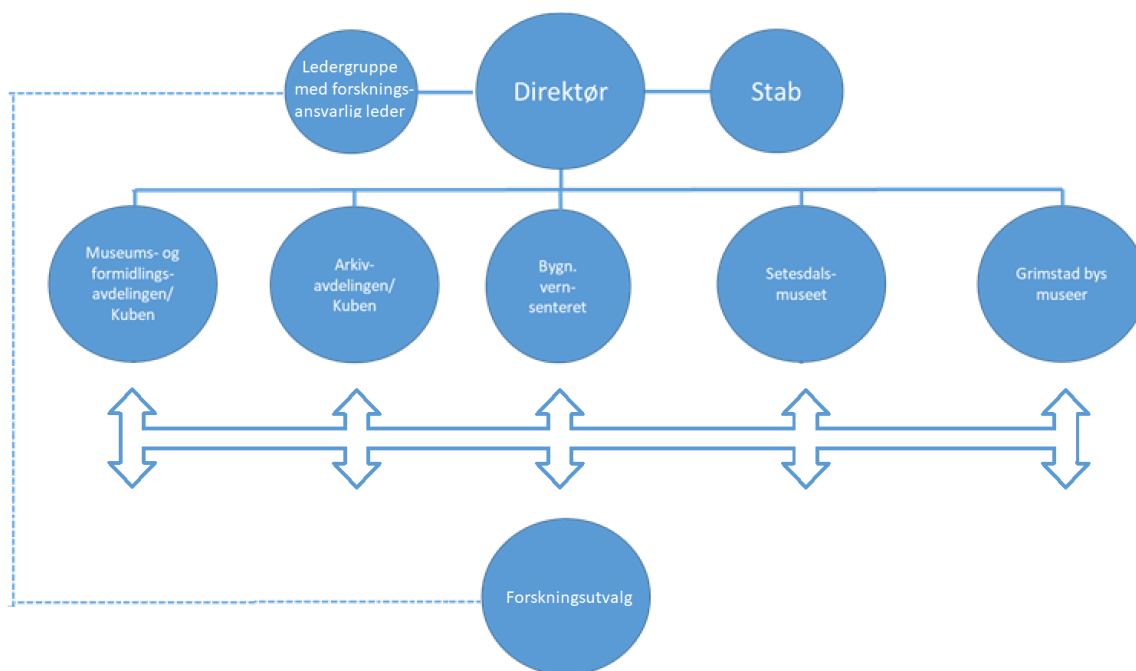 Ledergruppe
med forsknings-
ansvarlig leder
Direktør
Stab
Museums- og
formidlings-
avdelingen/
Kuben
Arkiv-
avdelingen/
Kuben
Bygn.
vern-
senteret
Setesdals-
museet
Grimstad bys
museer
Forskningsutvalg